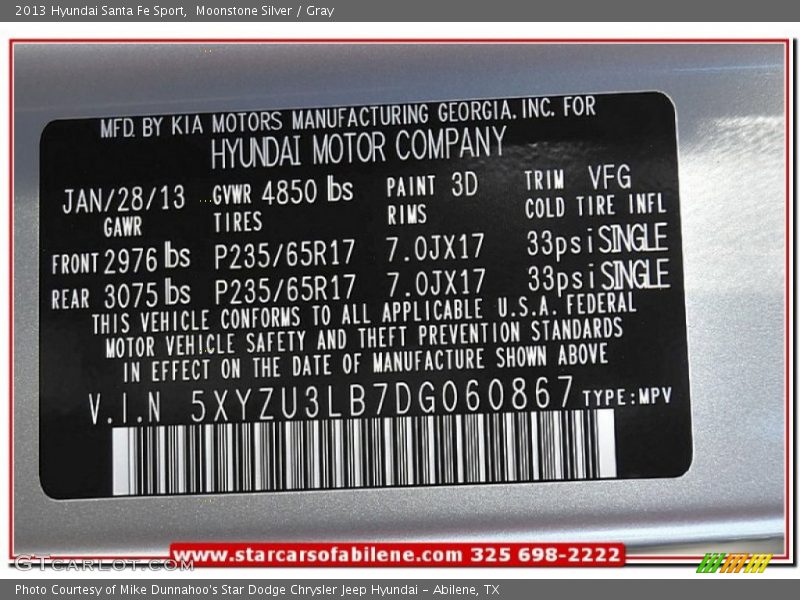 2013 Hyundai Santa Fe Sport,  Moonstone Silver / Gray
MFD. BY KIA MOTORS MANUFACTURING GEORGIA. INC. FOR
HYUNDAI MOTOR COMPANY
JAN/28/13 GVWR 4850 lbs PAINT 3D TRIM VFG
GAWR TIRES RIMS COLD TIRE INFL
FRONT 2976 lbs P235/65R17 7.0JX17 33psi SINGLE
REAR 3075 lbs P235/65R17 7.0JX17 33psi SINGLE
THIS VEHICLE CONFORMS TO ALL APPLICABLE U.S.A. FEDERAL
MOTOR VEHICLE SAFETY AND THEFT PREVENTION STANDARDS
IN EFFECT ON THE DATE OF MANUFACTURE SHOWN ABOVE
V.I.N 5XYZU3LB7DG060867 TYPE:MPV
www.starcarsofabilene.com 325 698-2222
GTCARLOT.COM
Photo Courtesy of Mike Dunnahoo's Star Dodge Chrysler Jeep Hyundai - Abilene, TX